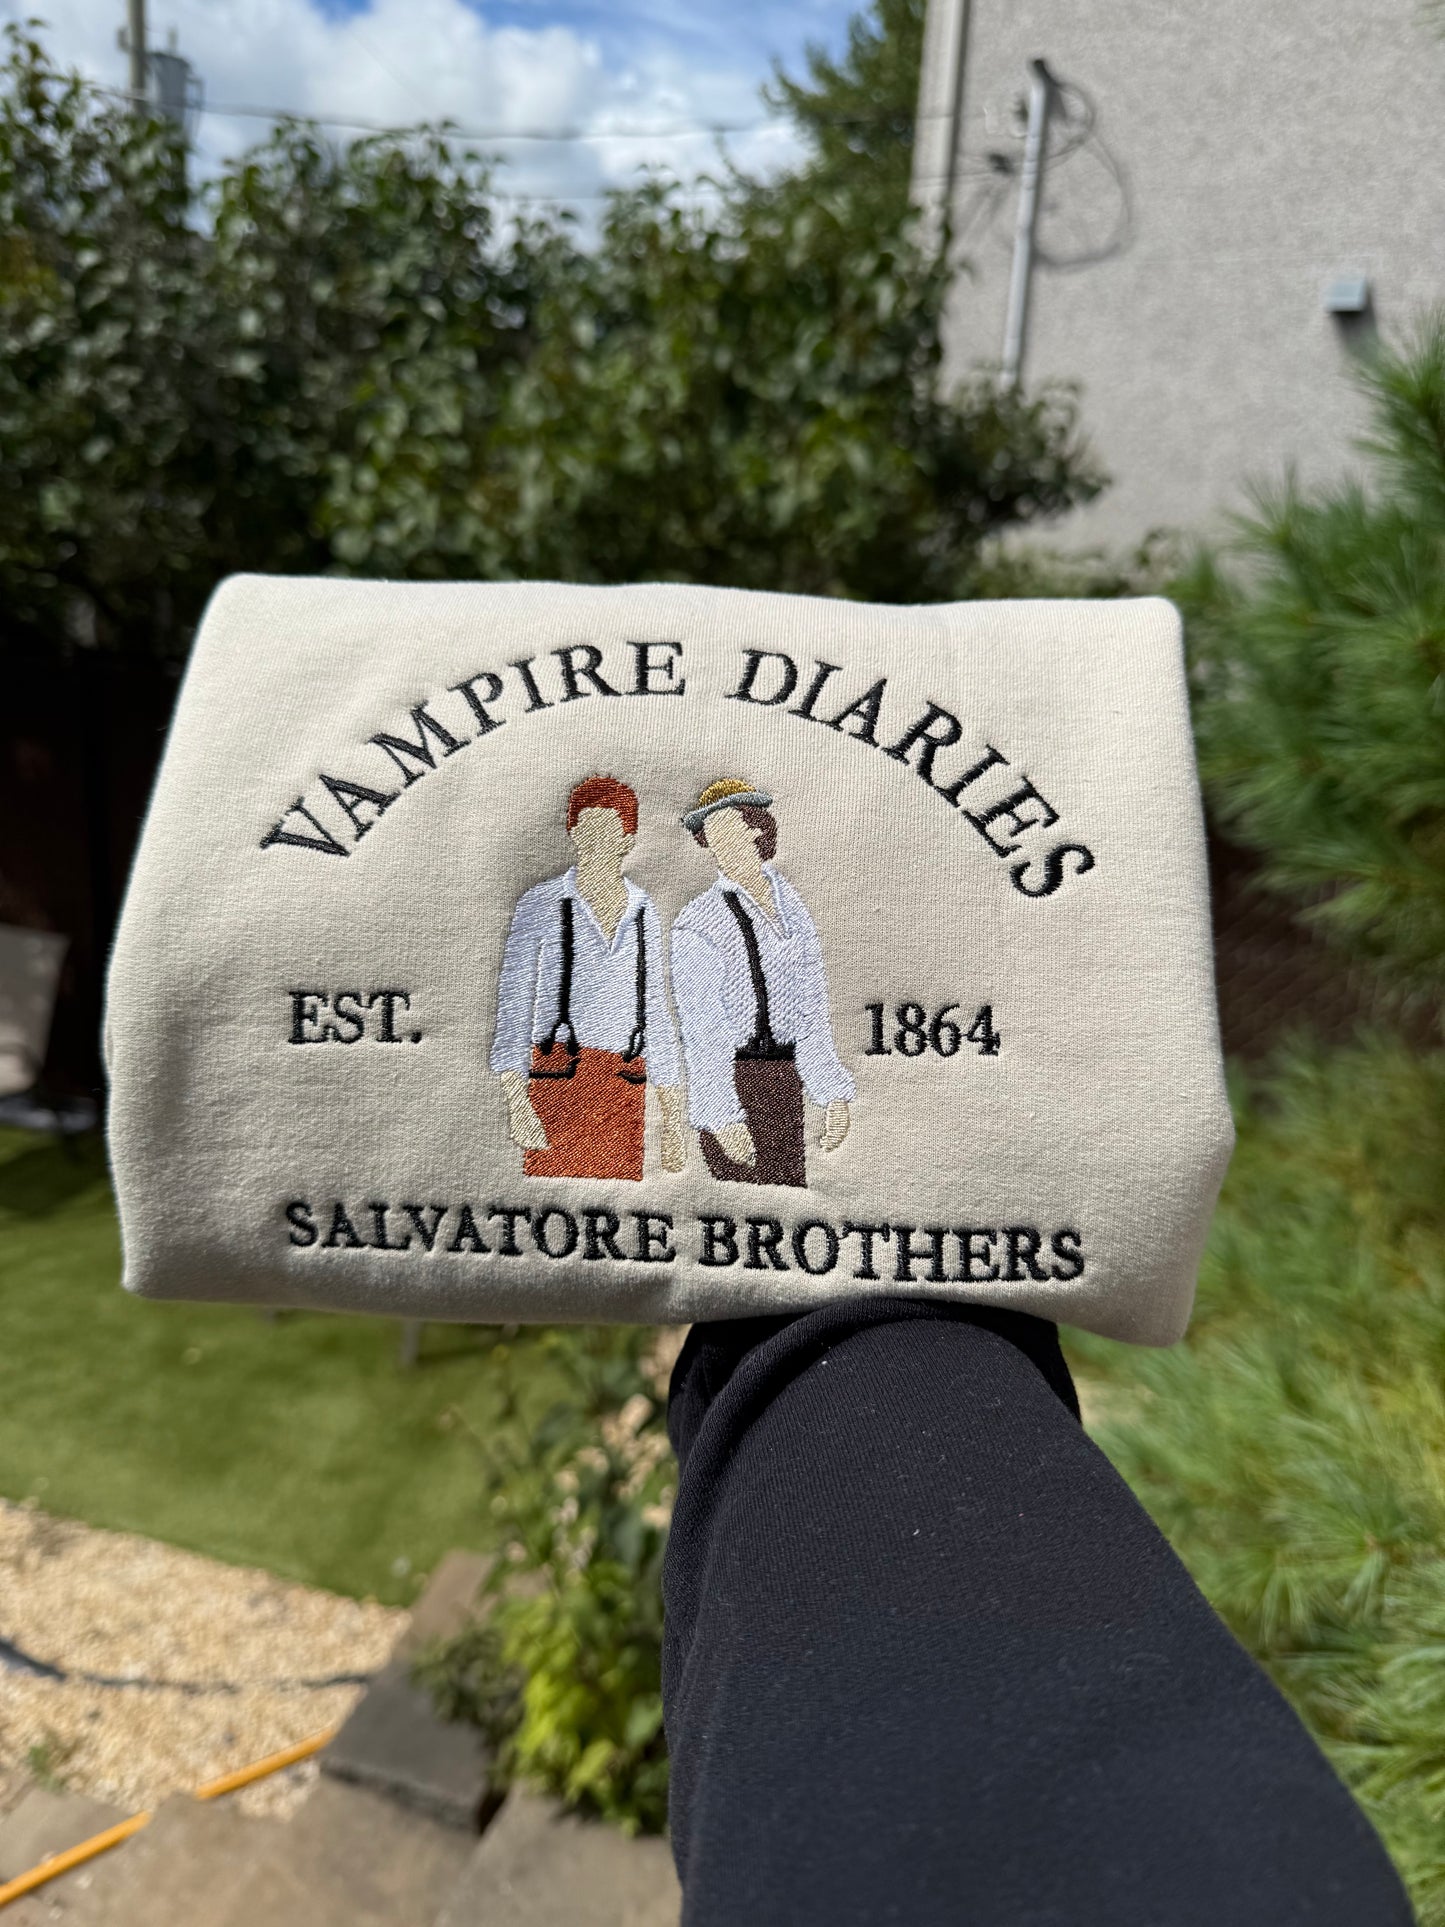 VAMPIRE DIARIES
EST. 1864
SALVATORE BROTHERS